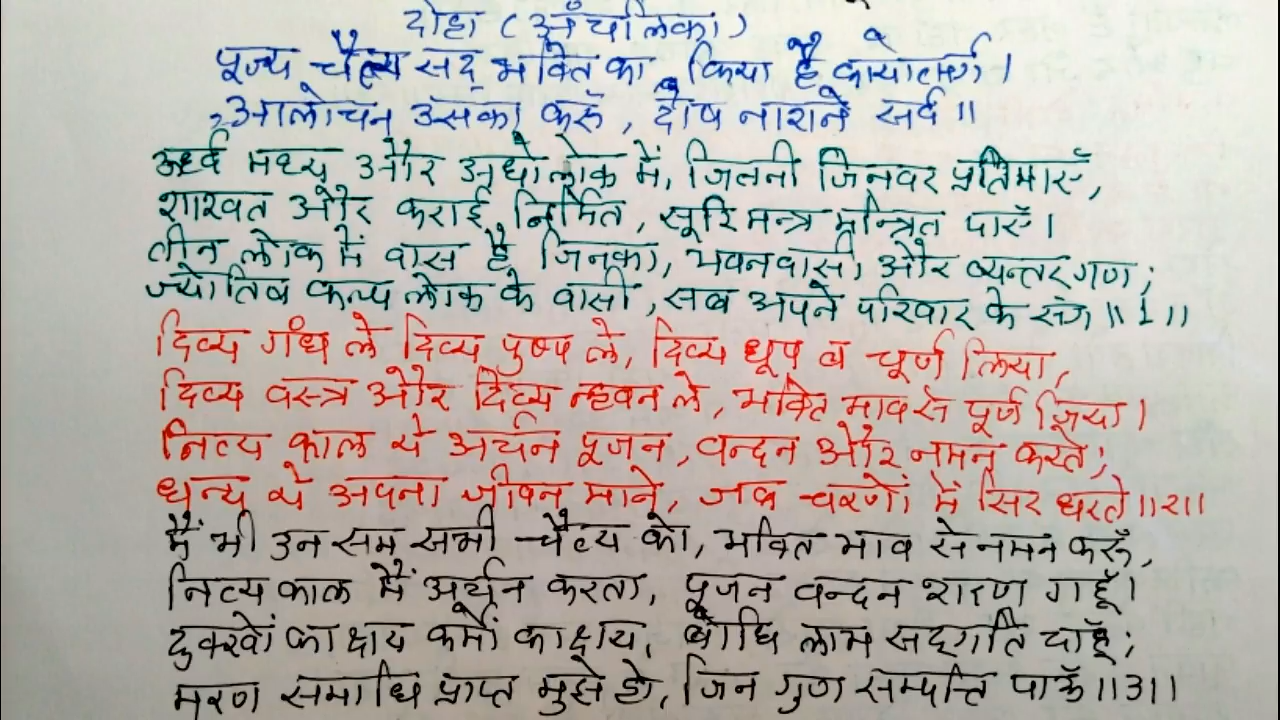 दोहा (अँचलिका)
पूज्य चैत्य सद् भक्ति का, किया है कायोत्सर्ग।
आलोचन उसका करूँ, दोष नाशने सर्व॥
ऊर्ध्व मध्य और अधोलोक में, जितनी जिनवर प्रतिमाएँ,
शाश्वत और कराई निर्मित, सूरि मन्त्र मन्त्रित पाएँ।
तीन लोक में वास है जिनका, भवनवासी और व्यन्तरगण;
ज्योतिष कल्प लोक के वासी, सब अपने परिवार के संग॥1॥
दिव्य गंध ले दिव्य पुष्प ले, दिव्य धूप व चूर्ण लिया,
दिव्य वस्त्र और दिव्य न्हवन ले, भक्ति भाव से पूर्ण जिया।
नित्य काल ये अर्चन पूजन, वन्दन और नमन करते;
धन्य ये अपना जीवन माने, जब चरणों में सिर धरते॥2॥
मैं भी उन सम सभी चैत्य को, भक्ति भाव से नमन करूँ,
नित्य काल मैं अर्चन करता, पूजन वन्दन शरण गहूँ।
दुक्खों का क्षय कर्मों का क्षय, बोधि लाभ सद्गति चाहूँ;
मरण समाधि प्राप्त मुझे हो, जिन गुण सम्पत्ति पाऊँ॥3॥